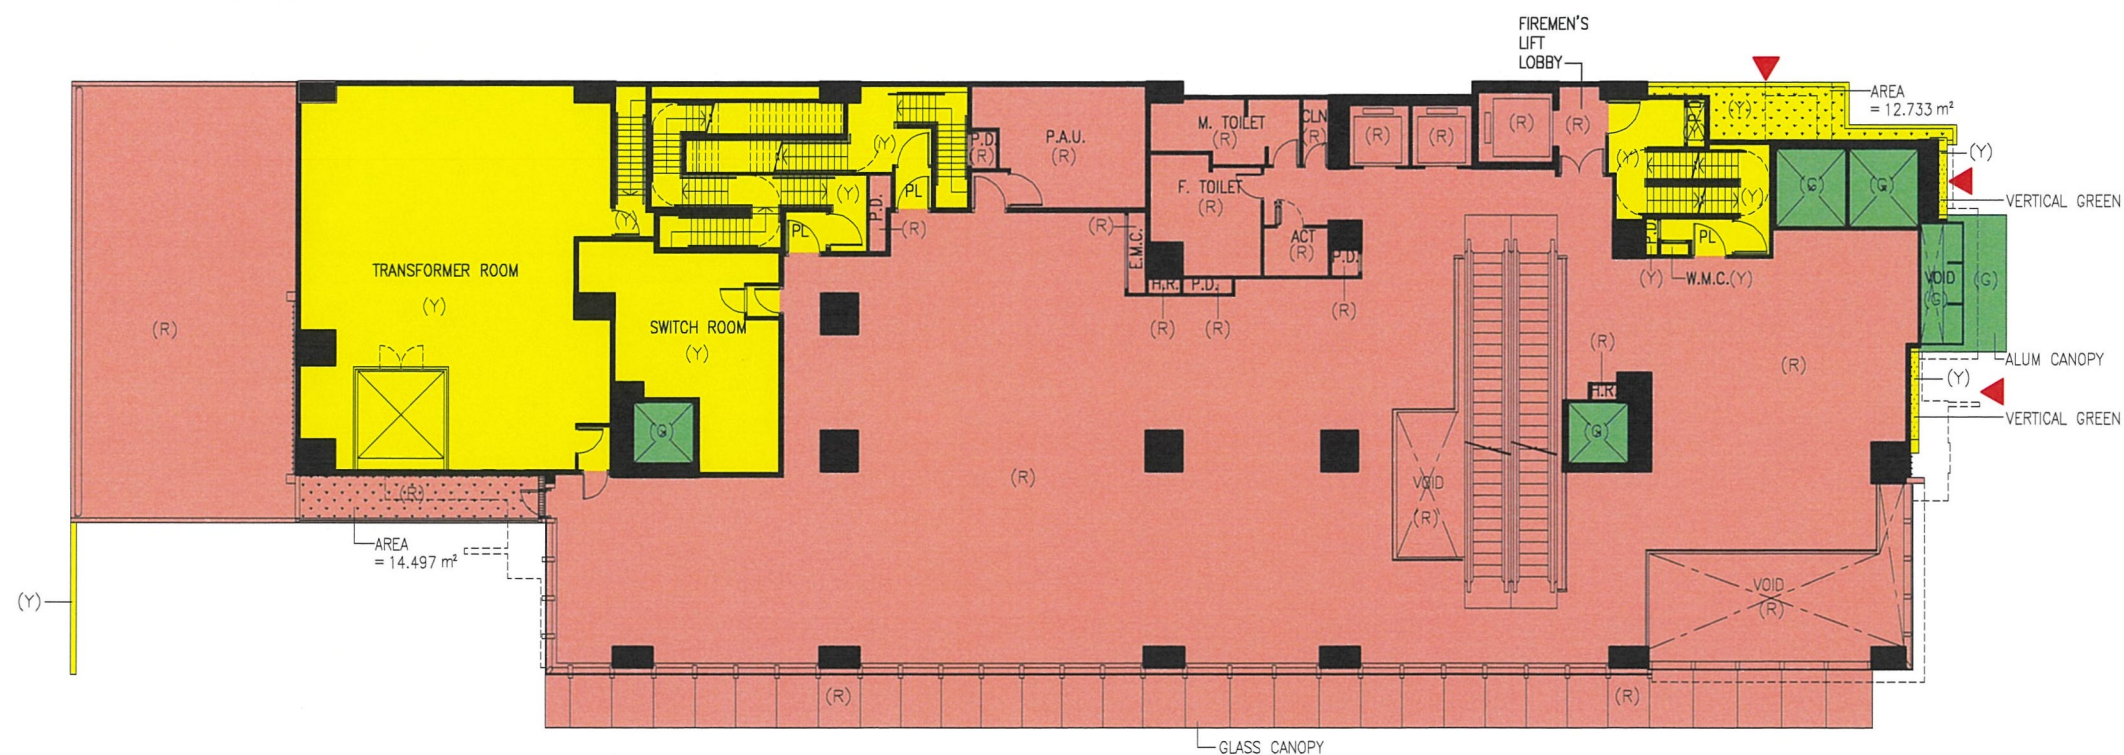 FIREMEN'S
LIFT
LOBBY
AREA
= 12.733 m²
(Y)
P.D.
(Y)
M. TOILET
(R)
CLN
(R)
(R)
(R)
(R)
(R)
P.D.
(R)
P.A.U.
(R)
(Y)
(Y)
PL
P.D.
(R)
(Y)
PL
(Y)
F. TOILET
(R)
(R)
E.M.C.
ACT
(R)
P.D.
(R)
H.R.
(R)
P.D.
(R)
(Y)
(Y)
P.D.
(Y)
PL
W.M.C.(Y)
(G)
(G)
(Y)
VERTICAL GREEN
VOID
(G)
(G)
ALUM CANOPY
(Y)
VERTICAL GREEN
TRANSFORMER ROOM
(Y)
SWITCH ROOM
(Y)
(R)
(R)
(R)
H.R.
(G)
(G)
(R)
VOID
(R)
(R)
AREA
= 14.497 m²
(Y)
VOID
(R)
(R)
(R)
GLASS CANOPY